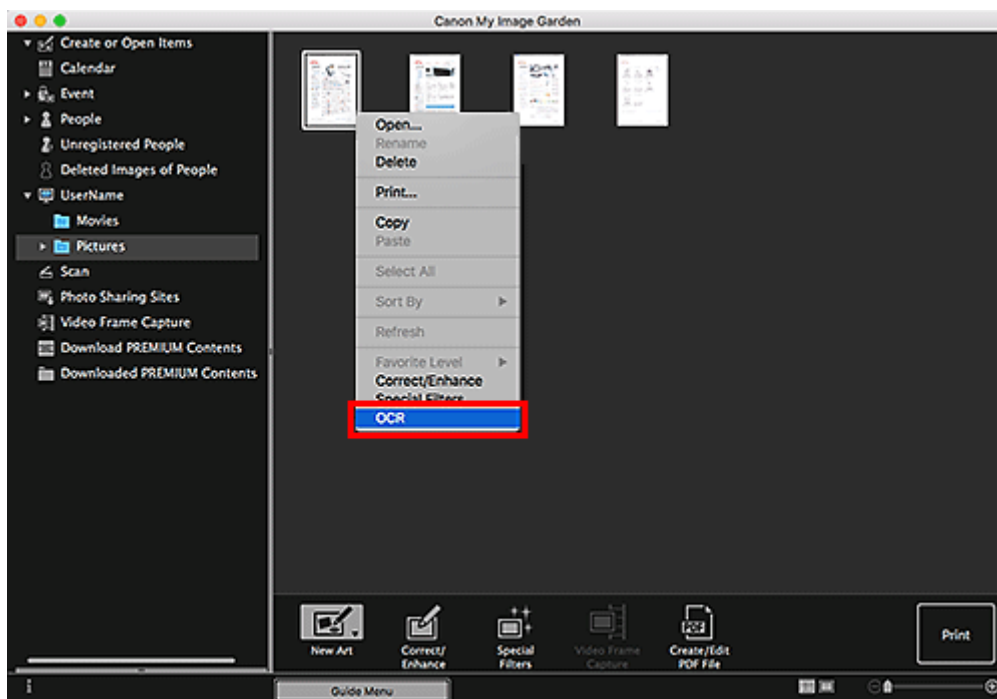 Canon My Image Garden
Create or Open Items
Calendar
Event
People
Unregistered People
Deleted Images of People
UserName
Movies
Pictures
Scan
Photo Sharing Sites
Video Frame Capture
Download PREMIUM Contents
Downloaded PREMIUM Contents
Open...
Rename
Delete
Print...
Copy
Paste
Select All
Sort By
Refresh
Favorite Level
Correct/Enhance
Special Filters
OCR
New Art
Correct/
Enhance
Special
Filters
Video Frame
Capture
Create/Edit
PDF File
PDF
Print
Guide Menu